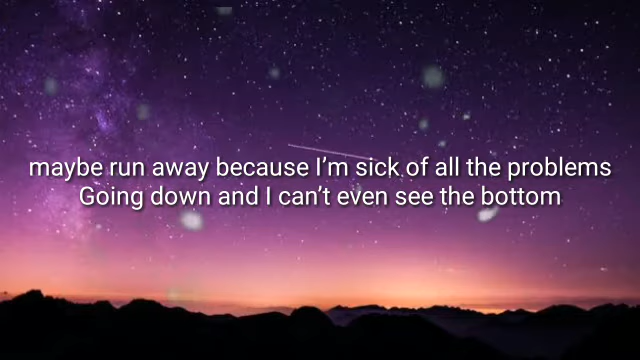 maybe run away because I’m sick of all the problems
Going down and I can’t even see the bottom